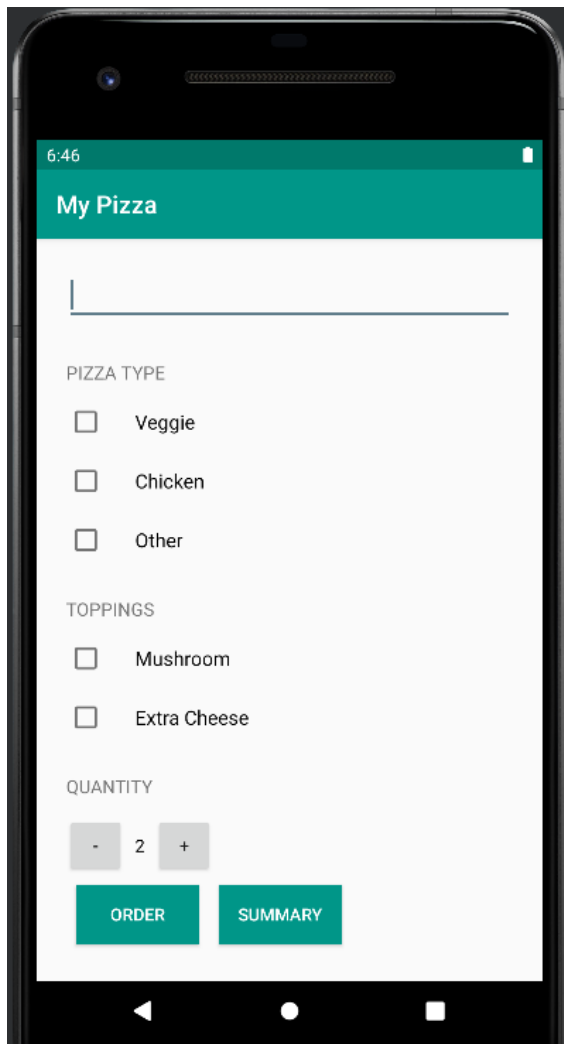 6:46
My Pizza
PIZZA TYPE
Veggie
Chicken
Other
TOPPINGS
Mushroom
Extra Cheese
QUANTITY
- 2 +
ORDER SUMMARY